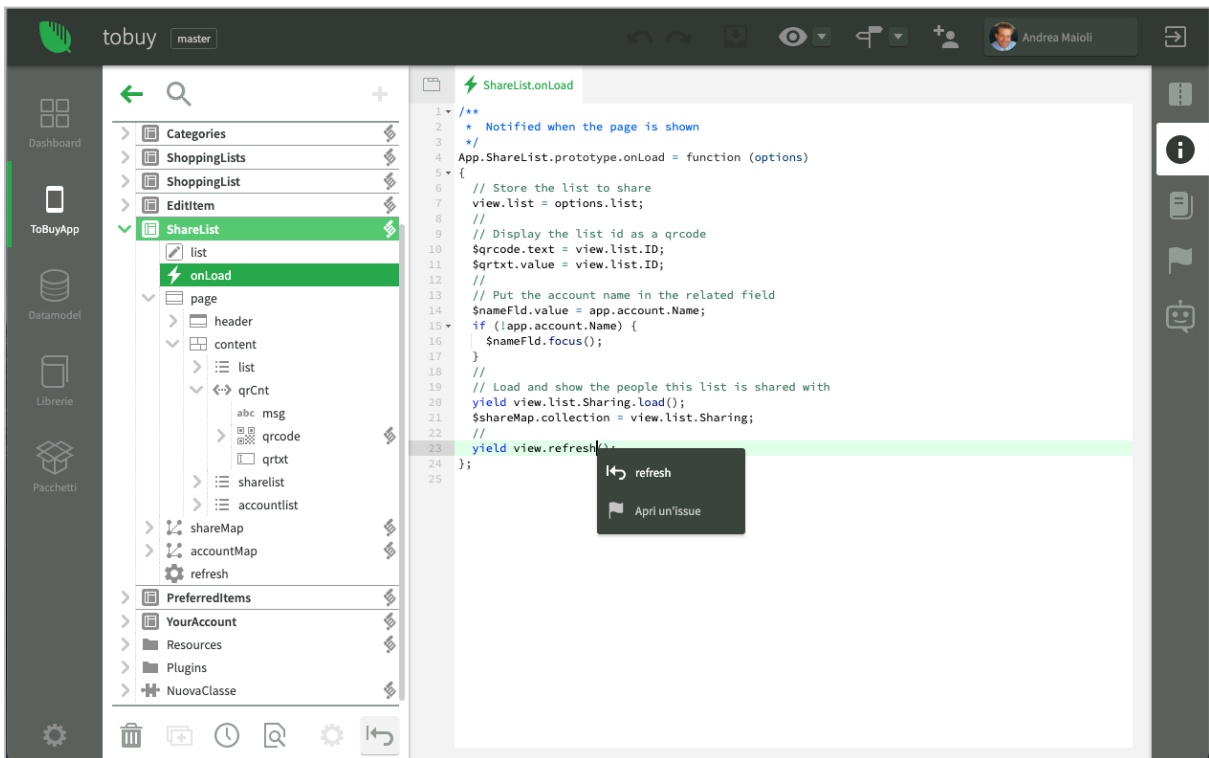 tobuy master
Andrea Maioli
Dashboard
ToBuyApp
Datamodel
Librerie
Pacchetti
Categories
ShoppingLists
ShoppingList
EditItem
ShareList
list
onLoad
page
header
content
list
qrCnt
abc msg
qrcode
qrtxt
sharelist
accountlist
shareMap
accountMap
refresh
PreferredItems
YourAccount
Resources
Plugins
NuovaClasse
ShareList.onLoad
1 /**
2 * Notified when the page is shown
3 */
4 App.ShareList.prototype.onLoad = function (options)
5 {
6 // Store the list to share
7 view.list = options.list;
8 //
9 // Display the list id as a qrcode
10 $qrcode.text = view.list.ID;
11 $qrtxt.value = view.list.ID;
12 //
13 // Put the account name in the related field
14 $nameFld.value = app.account.Name;
15 if (!app.account.Name) {
16 $nameFld.focus();
17 }
18 //
19 // Load and show the people this list is shared with
20 yield view.list.Sharing.load();
21 $shareMap.collection = view.list.Sharing;
22 //
23 yield view.refresh();
24 };
25
refresh
Apri un'issue